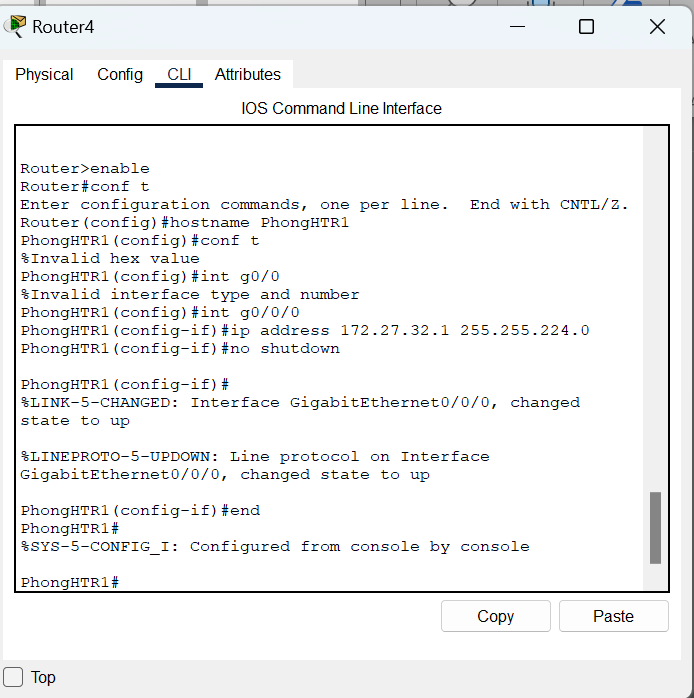 Router4
Physical Config CLI Attributes
IOS Command Line Interface
Router>enable
Router#conf t
Enter configuration commands, one per line.  End with CNTL/Z.
Router(config)#hostname PhongHTR1
PhongHTR1(config)#conf t
%Invalid hex value
PhongHTR1(config)#int g0/0
%Invalid interface type and number
PhongHTR1(config)#int g0/0/0
PhongHTR1(config-if)#ip address 172.27.32.1 255.255.224.0
PhongHTR1(config-if)#no shutdown
PhongHTR1(config-if)#
%LINK-5-CHANGED: Interface GigabitEthernet0/0/0, changed
state to up
%LINEPROTO-5-UPDOWN: Line protocol on Interface
GigabitEthernet0/0/0, changed state to up
PhongHTR1(config-if)#end
PhongHTR1#
%SYS-5-CONFIG_I: Configured from console by console
PhongHTR1#
Copy Paste
Top